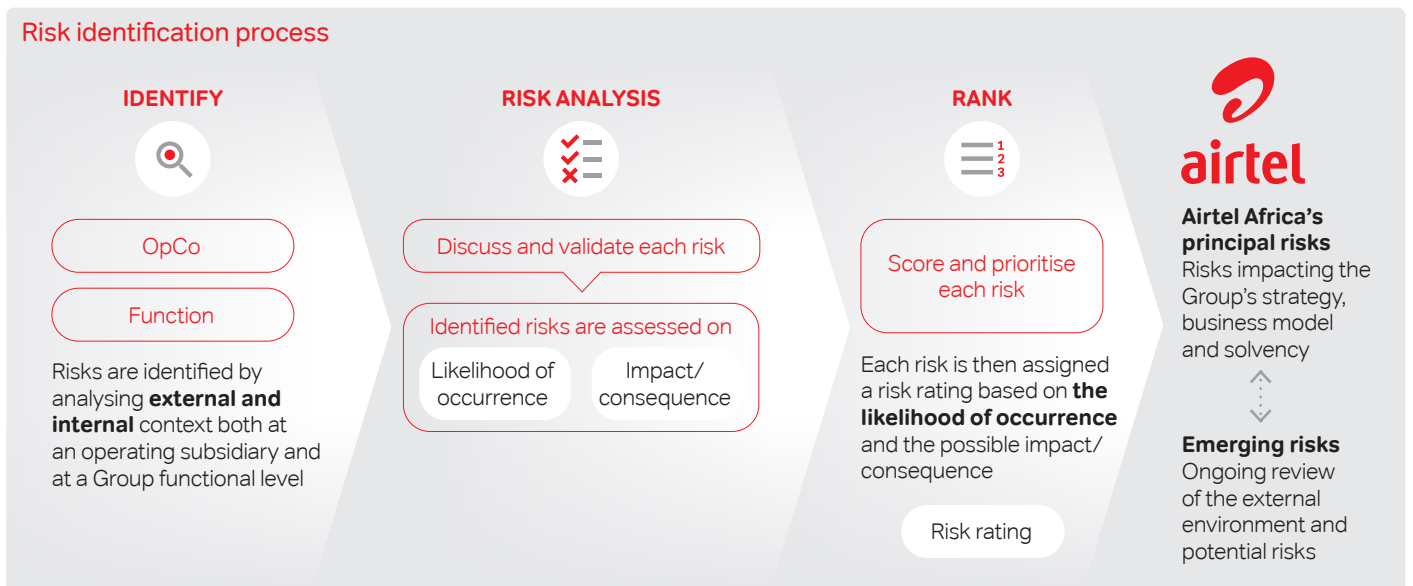 Risk identification process
IDENTIFY
OpCo
Function
Risks are identified by
analysing external and
internal context both at
an operating subsidiary and
at a Group functional level
RISK ANALYSIS
Discuss and validate each risk
Identified risks are assessed on
Likelihood of
occurrence
Impact/
consequence
RANK
1
2
3
Score and prioritise
each risk
Each risk is then assigned
a risk rating based on the
likelihood of occurrence
and the possible impact/
consequence
Risk rating
airtel
Airtel Africa's
principal risks
Risks impacting the
Group's strategy,
business model
and solvency
Emerging risks
Ongoing review
of the external
environment and
potential risks